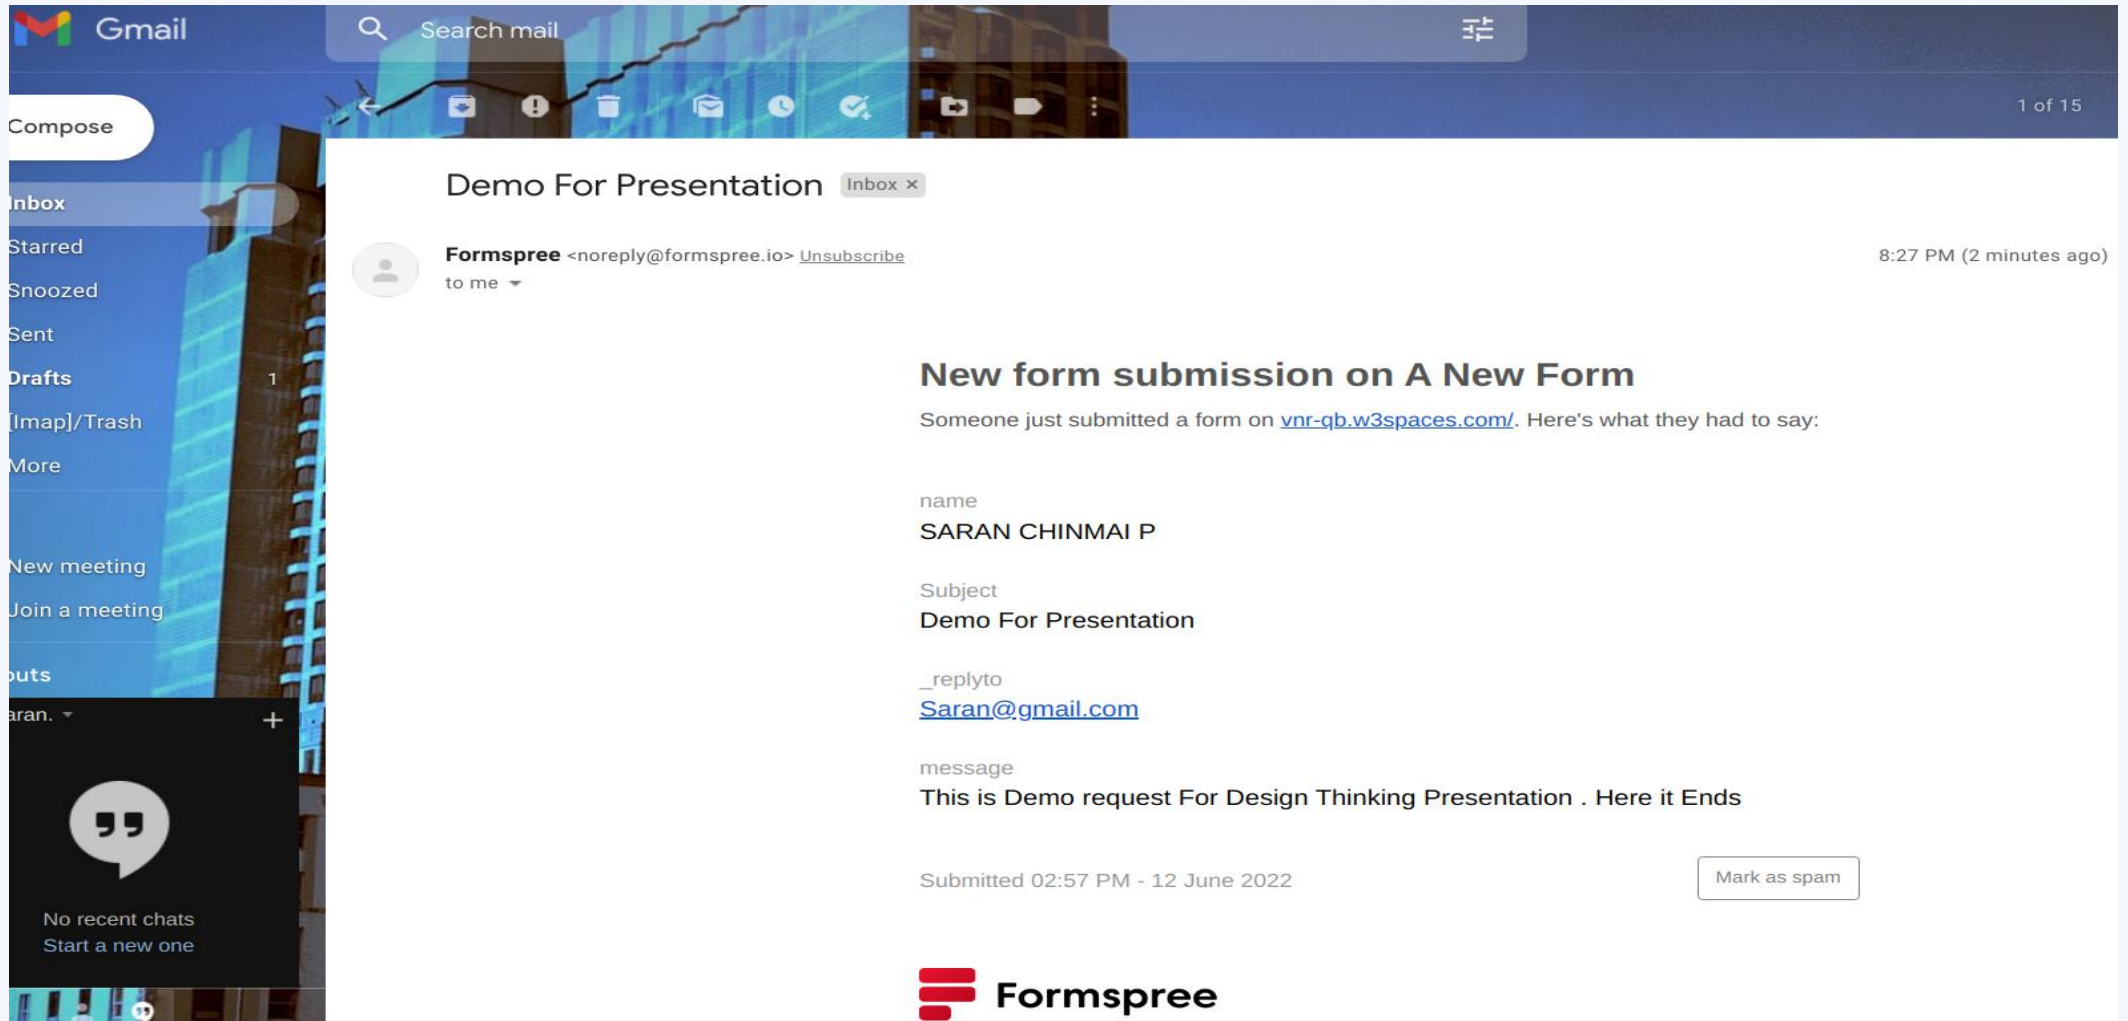 Gmail
Search mail
Compose
1 of 15
Inbox
Starred
Snoozed
Sent
Drafts 1
[Imap]/Trash
More
New meeting
Join a meeting
outs
aran.
No recent chats
Start a new one
Demo For Presentation Inbox ×
Formspree <noreply@formspree.io> Unsubscribe 8:27 PM (2 minutes ago)
to me
New form submission on A New Form
Someone just submitted a form on vnr-qb.w3spaces.com/. Here's what they had to say:
name
SARAN CHINMAI P
Subject
Demo For Presentation
_replyto
Saran@gmail.com
message
This is Demo request For Design Thinking Presentation . Here it Ends
Submitted 02:57 PM - 12 June 2022 Mark as spam
Formspree